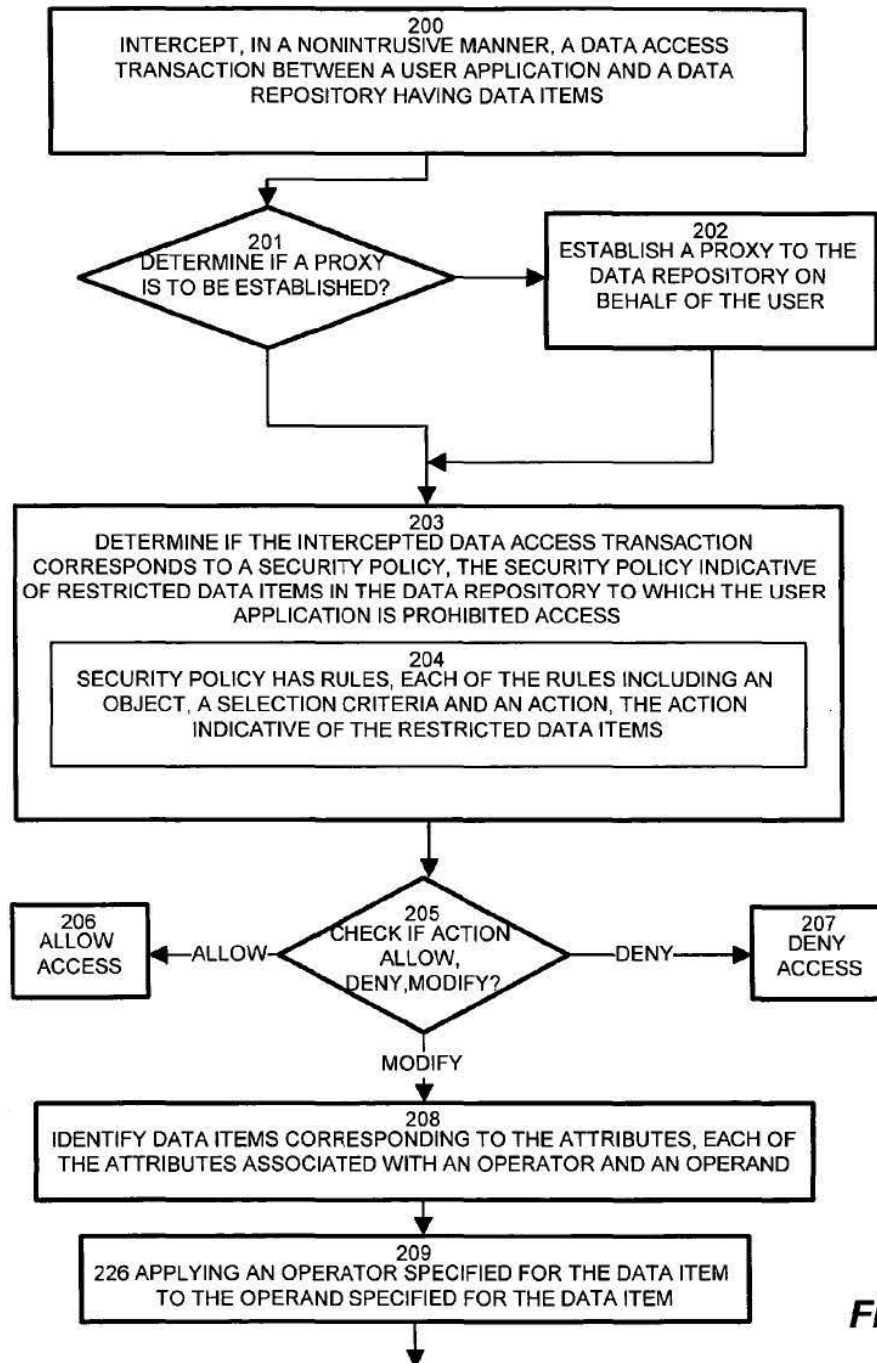 200
INTERCEPT, IN A NONINTRUSIVE MANNER, A DATA ACCESS
TRANSACTION BETWEEN A USER APPLICATION AND A DATA
REPOSITORY HAVING DATA ITEMS
201
DETERMINE IF A PROXY
IS TO BE ESTABLISHED?
202
ESTABLISH A PROXY TO THE
DATA REPOSITORY ON
BEHALF OF THE USER
203
DETERMINE IF THE INTERCEPTED DATA ACCESS TRANSACTION
CORRESPONDS TO A SECURITY POLICY, THE SECURITY POLICY INDICATIVE
OF RESTRICTED DATA ITEMS IN THE DATA REPOSITORY TO WHICH THE USER
APPLICATION IS PROHIBITED ACCESS
204
SECURITY POLICY HAS RULES, EACH OF THE RULES INCLUDING AN
OBJECT, A SELECTION CRITERIA AND AN ACTION, THE ACTION
INDICATIVE OF THE RESTRICTED DATA ITEMS
205
CHECK IF ACTION
ALLOW,
DENY,MODIFY?
206
ALLOW
ACCESS
ALLOW
DENY
207
DENY
ACCESS
MODIFY
208
IDENTIFY DATA ITEMS CORRESPONDING TO THE ATTRIBUTES, EACH OF
THE ATTRIBUTES ASSOCIATED WITH AN OPERATOR AND AN OPERAND
209
226 APPLYING AN OPERATOR SPECIFIED FOR THE DATA ITEM
TO THE OPERAND SPECIFIED FOR THE DATA ITEM